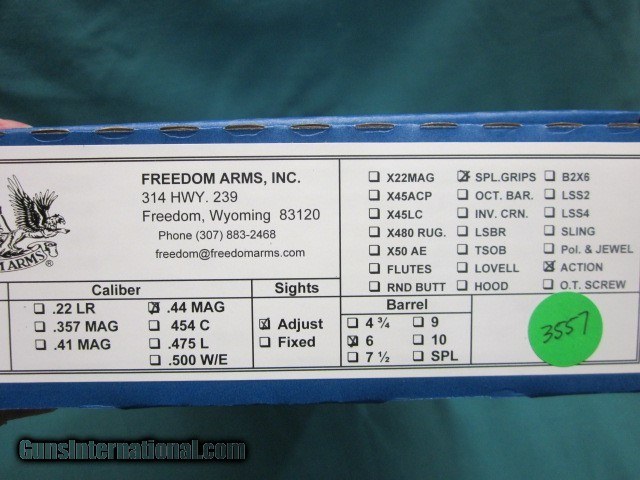 FREEDOM ARMS, INC.
314 HWY. 239
Freedom, Wyoming 83120
Phone (307) 883-2468
freedom@freedomarms.com
M ARMS
X22MAG SPL.GRIPS B2X6
X45ACP OCT. BAR. LSS2
X45LC INV. CRN. LSS4
X480 RUG. LSBR SLING
X50 AE TSOB Pol. & JEWEL
FLUTES LOVELL ACTION
RND BUTT HOOD O.T. SCREW
Caliber
.22 LR .44 MAG
.357 MAG 454 C
.41 MAG .475 L
.500 W/E
Sights
Adjust
Fixed
Barrel
4 ¾ 9
6 10
7 ½ SPL
3557
GunsInternational.com